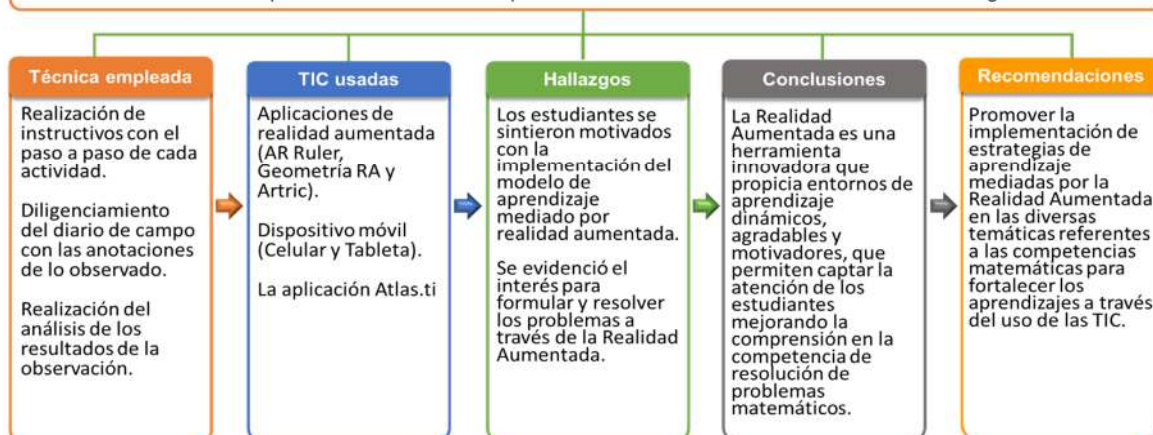 Técnica empleada
Realización de
instructivos con el
paso a paso de cada
actividad.
Diligenciamiento
del diario de campo
con las anotaciones
de lo observado.
Realización del
análisis de los
resultados de la
observación.
TIC usadas
Aplicaciones de
realidad aumentada
(AR Ruler,
Geometría RA y
Artric).
Dispositivo móvil
(Celular y Tableta).
La aplicación Atlas.ti
Hallazgos
Los estudiantes se
sintieron motivados
con la
implementación del
modelo de
aprendizaje
mediado por
realidad aumentada.
Se evidenció el
interés para
formular y resolver
los problemas a
través de la Realidad
Aumentada.
Conclusiones
La Realidad
Aumentada es una
herramienta
innovadora que
propicia entornos de
aprendizaje
dinámicos,
agradables y
motivadores, que
permiten captar la
atención de los
estudiantes
mejorando la
comprensión en la
competencia de
resolución de
problemas
matemáticos.
Recomendaciones
Promover la
implementación de
estrategias de
aprendizaje
mediadas por la
Realidad Aumentada
en las diversas
temáticas referentes
a las competencias
matemáticas para
fortalecer los
aprendizajes a través
del uso de las TIC.